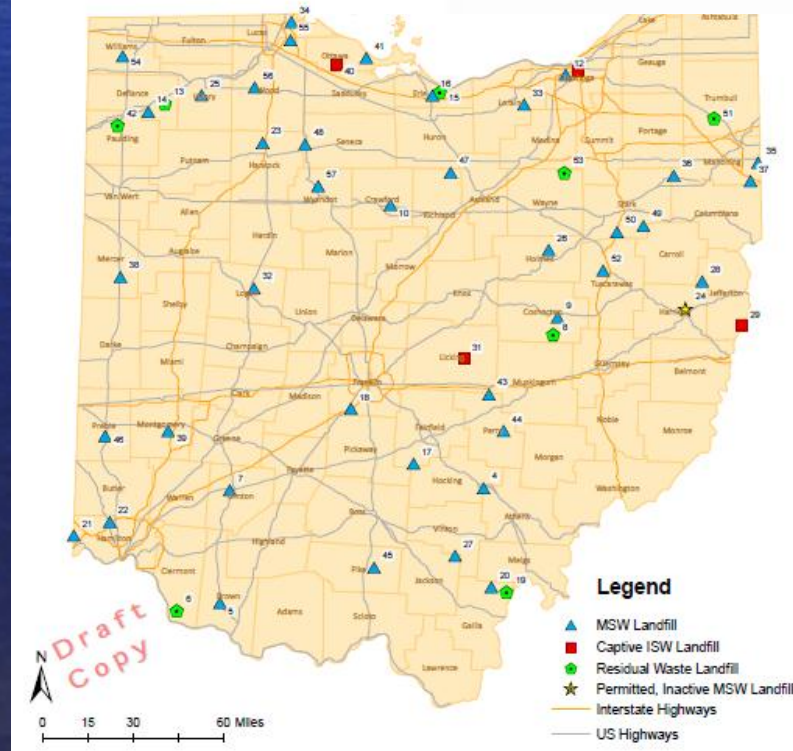 34
Lake
Ashtabula
Lucas
55
Williams
Fulton
Ottawa
41
12
Geauga
54
40
Cuyahoga
Defiance
13
25
56
Wood
Sandusky
16
Erie
15
Lorain
33
Trumbull
42
14
Henry
51
Paulding
Huron
Medina
Summit
Portage
23
48
Seneca
35
Putnam
Hancock
47
53
36
Mahoning
37
57
Van Wert
Wyandot
Crawford
Ashland
Wayne
Stark
Allen
10
Richland
50
49
Columbiana
Hardin
26
Mercer
Auglaize
Marion
Holmes
Carroll
38
Morrow
52
28
32
Tuscarawas
Logan
Knox
24
Jefferson
Shelby
Union
Coshocton
9
Harrison
Delaware
8
29
Darke
Champaign
31
Miami
Licking
Guernsey
Belmont
Clark
Franklin
Muskingum
Madison
43
18
Noble
Preble
Montgomery
Fairfield
44
Monroe
46
39
Greene
Perry
Pickaway
Morgan
Fayette
17
Butler
7
Hocking
4
Warren
Clinton
Washington
22
Ross
Athens
21
Hamilton
Vinton
Highland
Clermont
45
27
Meigs
Pike
Jackson
20
19
6
Brown
5
Adams
Scioto
Gallia
Lawrence
Draft
Copy
N
0 15 30 60 Miles
Legend
MSW Landfill
Captive ISW Landfill
Residual Waste Landfill
Permitted, Inactive MSW Landfill
Interstate Highways
US Highways